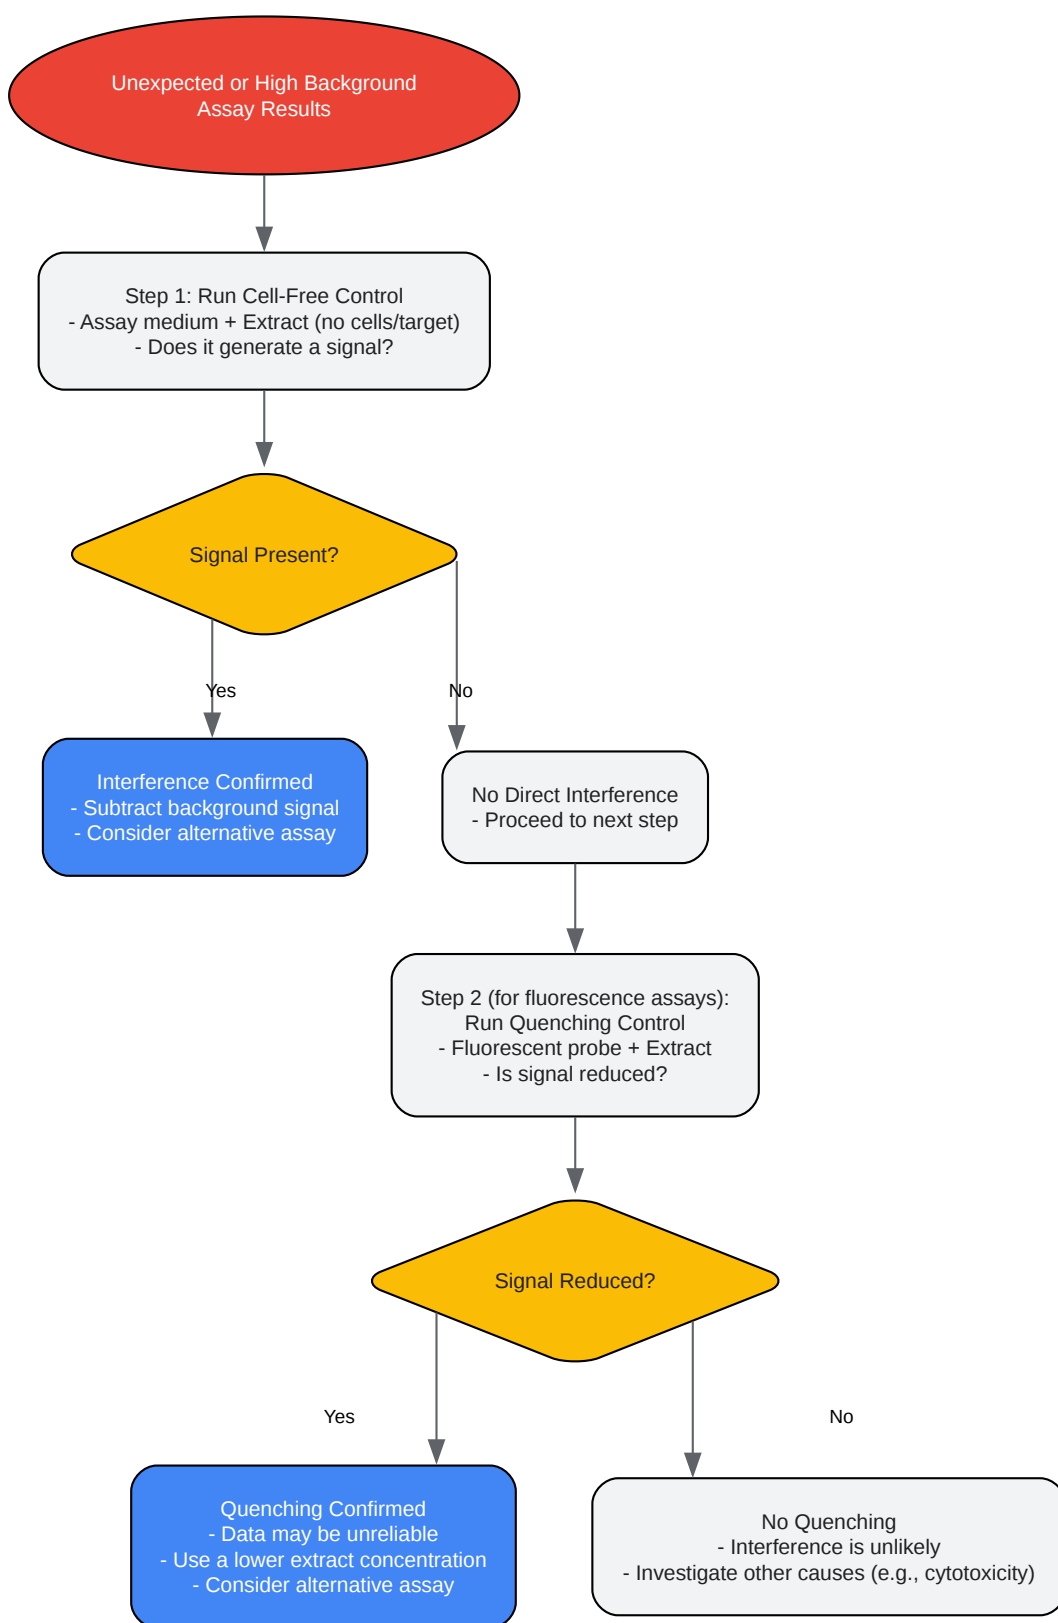 Unexpected or High Background
Assay Results
Step 1: Run Cell-Free Control
- Assay medium + Extract (no cells/target)
- Does it generate a signal?
Signal Present?
Yes
No
Interference Confirmed
- Subtract background signal
- Consider alternative assay
No Direct Interference
- Proceed to next step
Step 2 (for fluorescence assays):
Run Quenching Control
- Fluorescent probe + Extract
- Is signal reduced?
Signal Reduced?
Yes
No
Quenching Confirmed
- Data may be unreliable
- Use a lower extract concentration
- Consider alternative assay
No Quenching
- Interference is unlikely
- Investigate other causes (e.g., cytotoxicity)